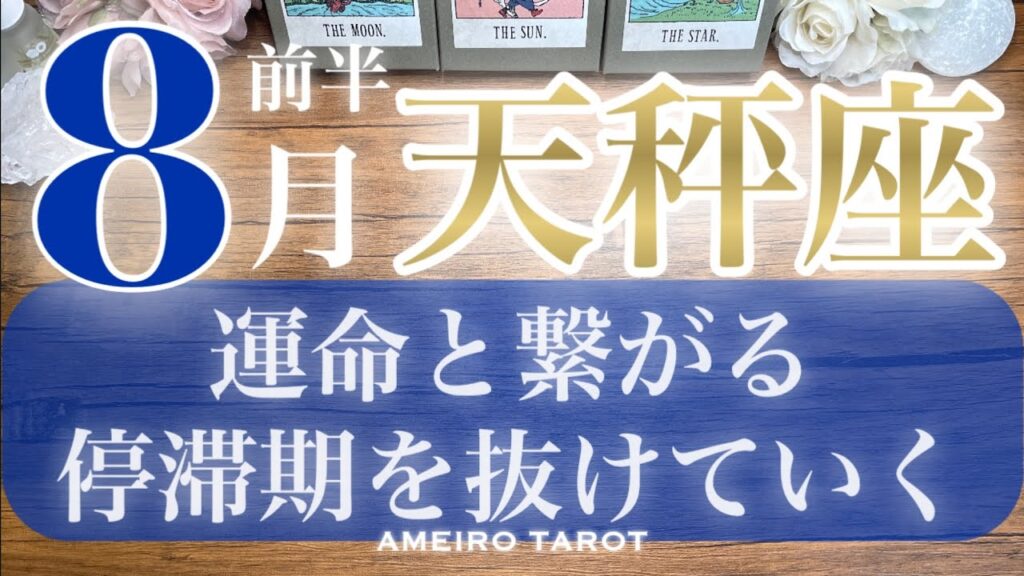 THE MOON.
THE SUN.
THE STAR.
8月前半
天秤座
運命と繋がる
停滞期を抜けていく
AMEIRO TAROT